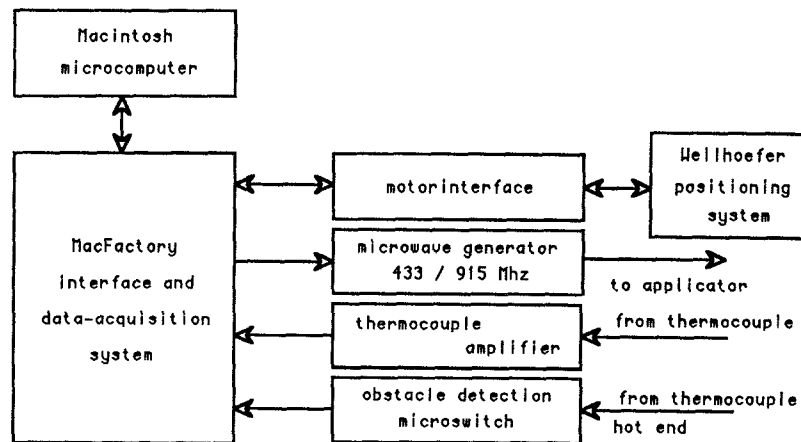 Macintosh
microcomputer
MacFactory
interface and
data-acquisition
system
motorinterface
Wellhoefer
positioning
system
microwave generator
433 / 915 Mhz
to applicator
thermocouple
amplifier
from thermocouple
obstacle detection
microswitch
from thermocouple
hot end